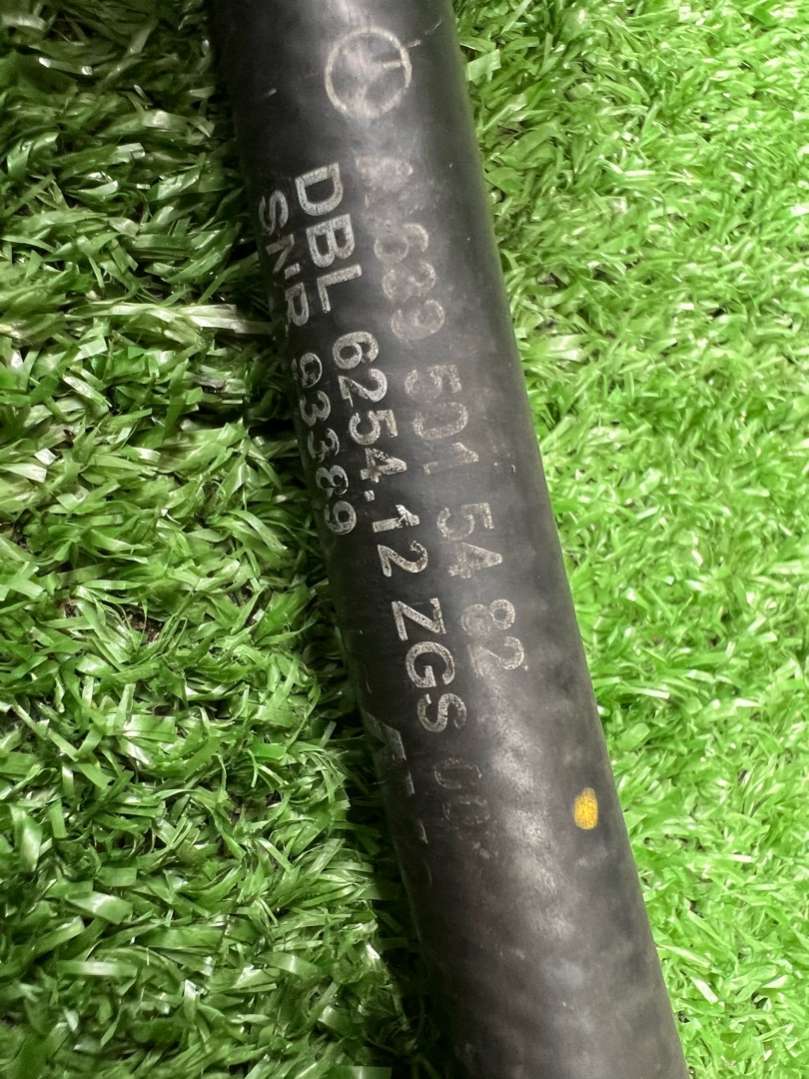 A 639 501 54 82
DBL 6254.12 ZGS
SNR 93389